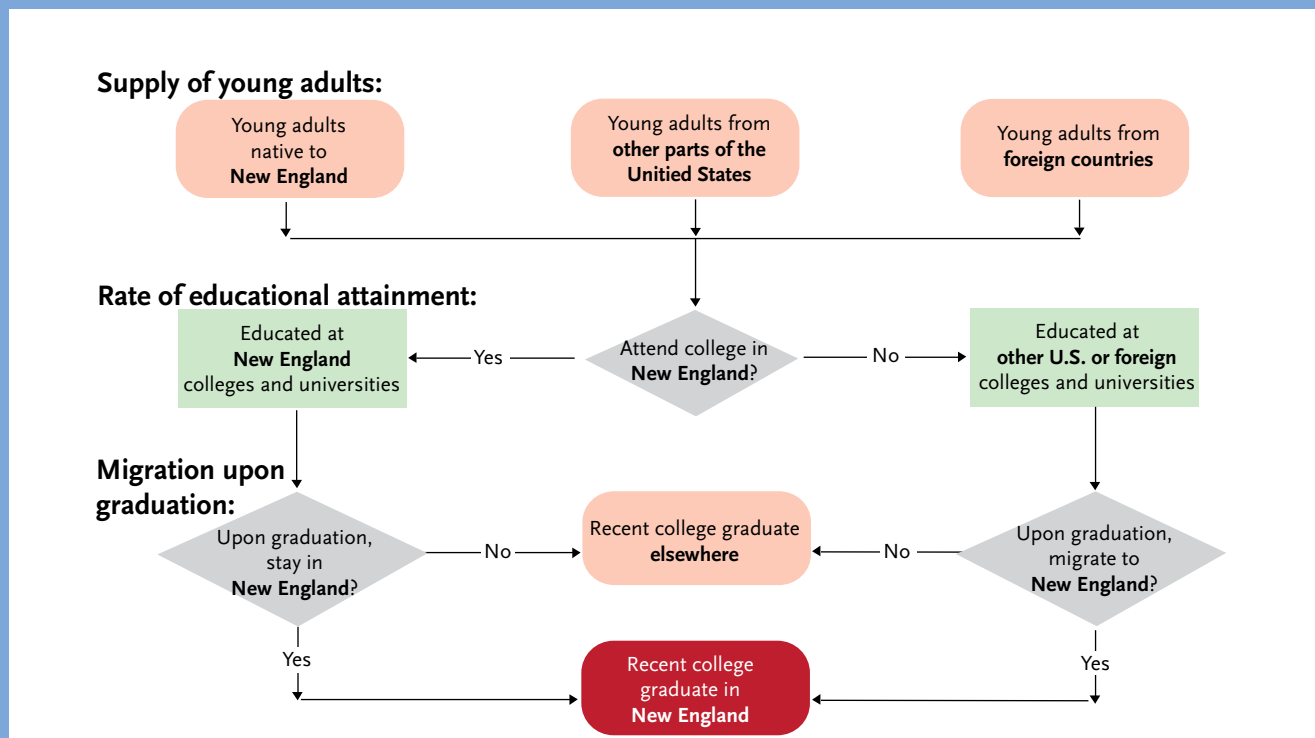 Supply of young adults:
Young adults
native to
New England
Young adults from
other parts of the
Unitied States
Young adults from
foreign countries
Rate of educational attainment:
Educated at
New England
colleges and universities
Yes
Attend college in
New England?
No
Educated at
other U.S. or foreign
colleges and universities
Migration upon
graduation:
Upon graduation,
stay in
New England?
No
Recent college graduate
elsewhere
No
Upon graduation,
migrate to
New England?
Yes
Recent college
graduate in
New England
Yes